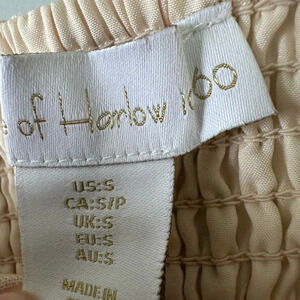 of Harlow 1960
US:S
CA:S/P
UK:S
EU:S
AU:S
MADE IN